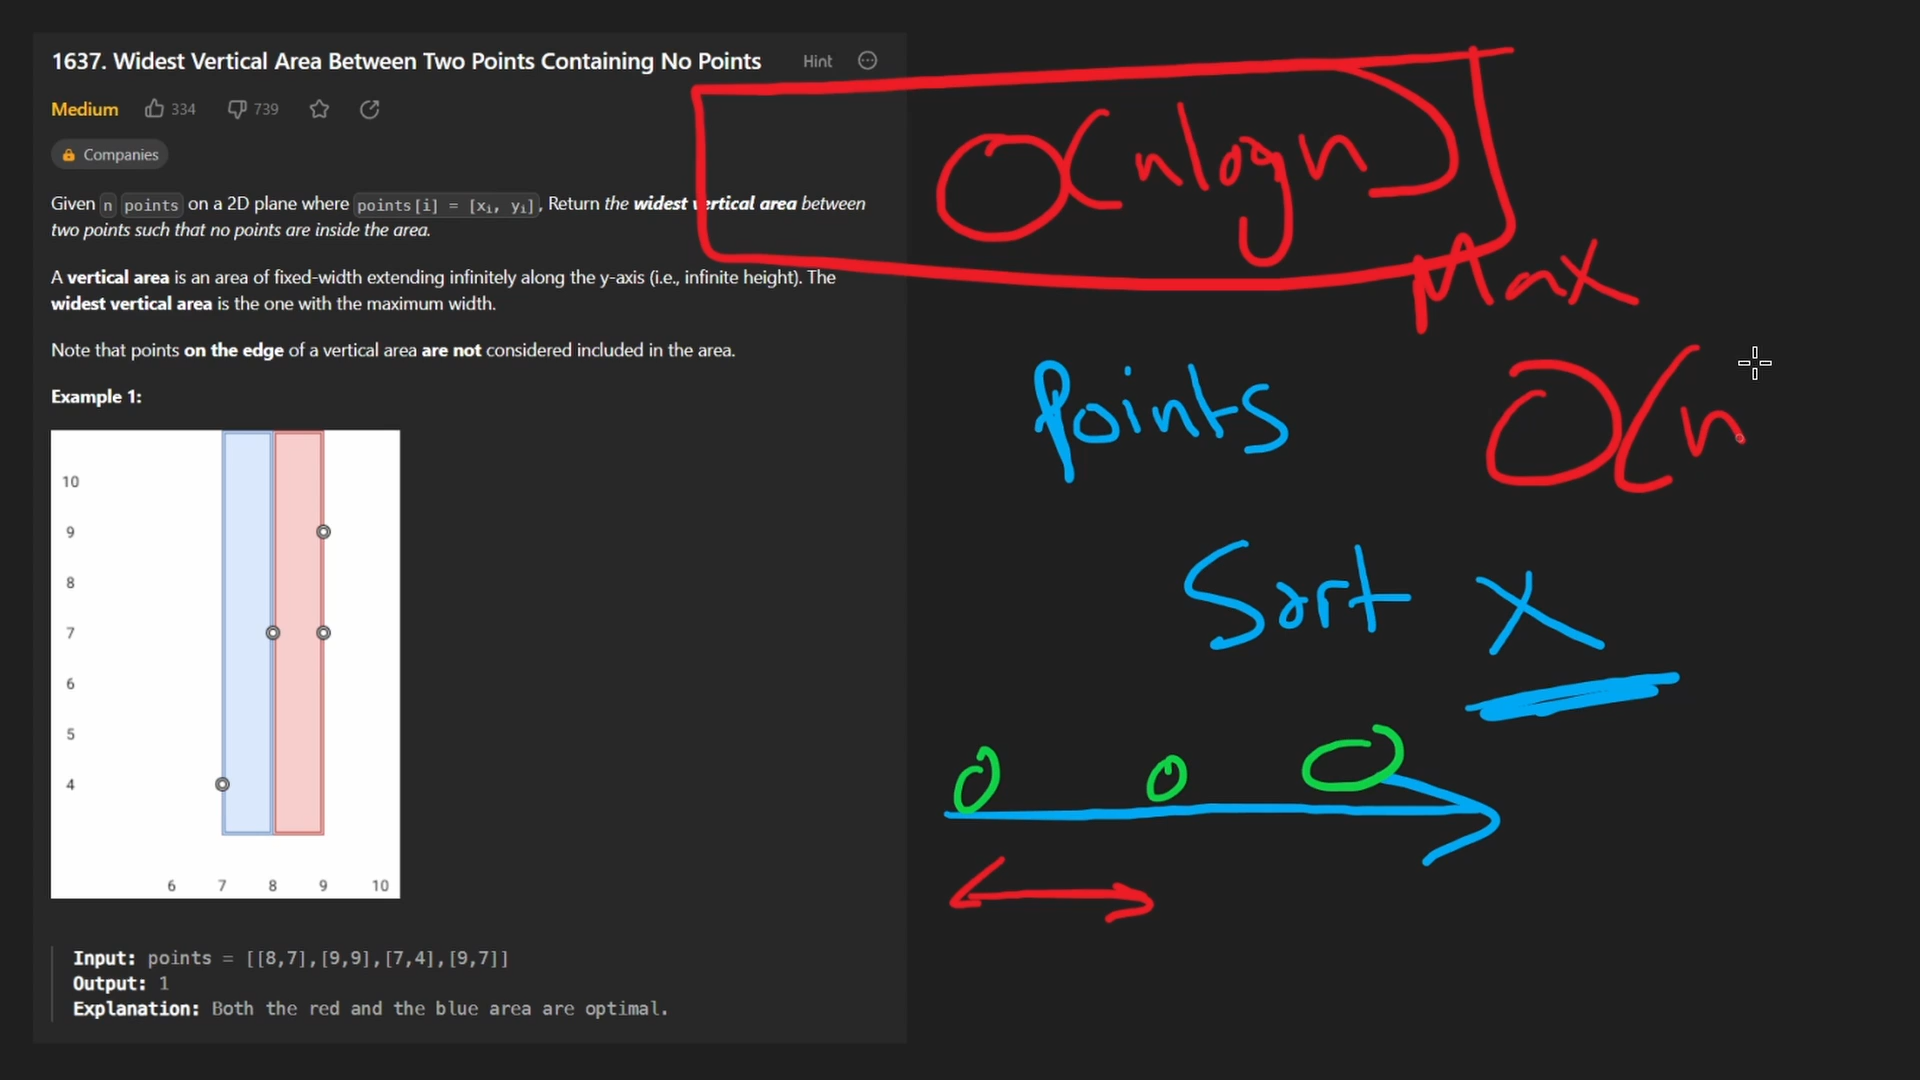 1637. Widest Vertical Area Between Two Points Containing No Points
Hint
Medium 334 739
Companies
Given n points on a 2D plane where points[i] = [xᵢ, yᵢ], Return the widest vertical area between
two points such that no points are inside the area.
A vertical area is an area of fixed-width extending infinitely along the y-axis (i.e., infinite height). The
widest vertical area is the one with the maximum width.
Note that points on the edge of a vertical area are not considered included in the area.
Example 1:
10
9
8
7
6
5
4
6 7 8 9 10
Input: points = [[8,7],[9,9],[7,4],[9,7]]
Output: 1
Explanation: Both the red and the blue area are optimal.
O(nlogn)
Max
Points
O(n
Sort X